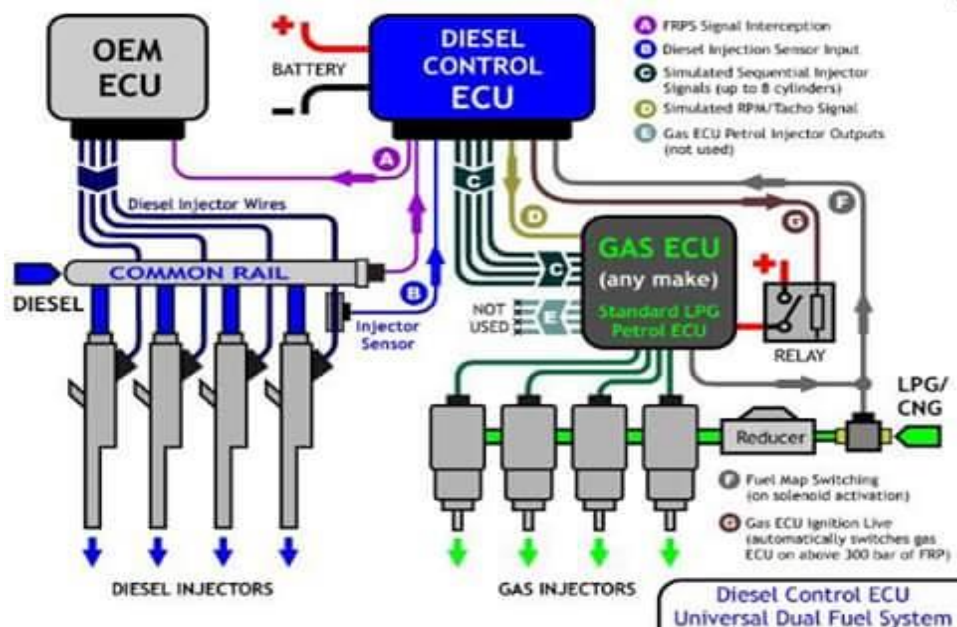 OEM
ECU
BATTERY
DIESEL
CONTROL
ECU
A FRPS Signal Interception
B Diesel Injection Sensor Input
C Simulated Sequential Injector
Signals (up to 8 cylinders)
D Simulated RPM/Tacho Signal
E Gas ECU Petrol Injector Outputs
(not used)
A
C
Diesel Injector Wires
D
G
F
COMMON RAIL
DIESEL
B
Injector
Sensor
C
NOT
USED
E
GAS ECU
(any make)
Standard LPG
Petrol ECU
RELAY
LPG/
CNG
Reducer
F Fuel Map Switching
(on solenoid activation)
G Gas ECU Ignition Live
(automatically switches gas
ECU on above 300 bar of FRP)
DIESEL INJECTORS
GAS INJECTORS
Diesel Control ECU
Universal Dual Fuel System